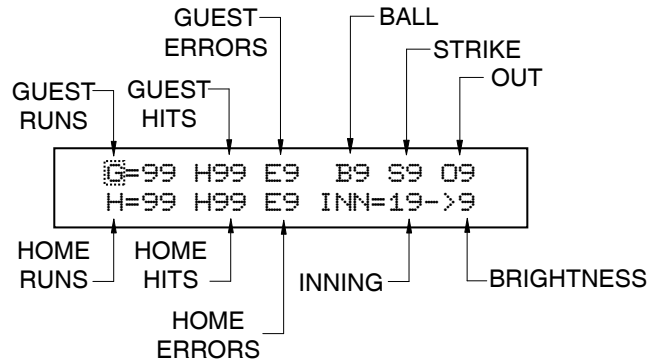 GUEST
ERRORS
BALL
STRIKE
OUT
GUEST
RUNS
GUEST
HITS
G=99 H99 E9 B9 S9 O9
H=99 H99 E9 INN=19->9
HOME
RUNS
HOME
HITS
INNING
BRIGHTNESS
HOME
ERRORS